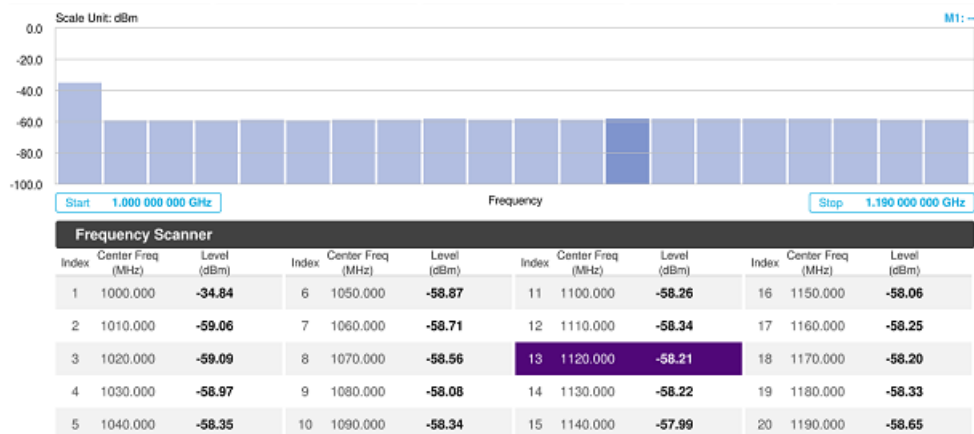 Scale Unit: dBm M1: --
0.0
-20.0
-40.0
-60.0
-80.0
-100.0
Start 1.000 000 000 GHz Frequency Stop 1.190 000 000 GHz
Frequency Scanner
Index Center Freq (MHz) Level (dBm) Index Center Freq (MHz) Level (dBm) Index Center Freq (MHz) Level (dBm) Index Center Freq (MHz) Level (dBm)
1 1000.000 -34.84 6 1050.000 -58.87 11 1100.000 -58.26 16 1150.000 -58.06
2 1010.000 -59.06 7 1060.000 -58.71 12 1110.000 -58.34 17 1160.000 -58.25
3 1020.000 -59.09 8 1070.000 -58.56 13 1120.000 -58.21 18 1170.000 -58.20
4 1030.000 -58.97 9 1080.000 -58.08 14 1130.000 -58.22 19 1180.000 -58.33
5 1040.000 -58.35 10 1090.000 -58.34 15 1140.000 -57.99 20 1190.000 -58.65